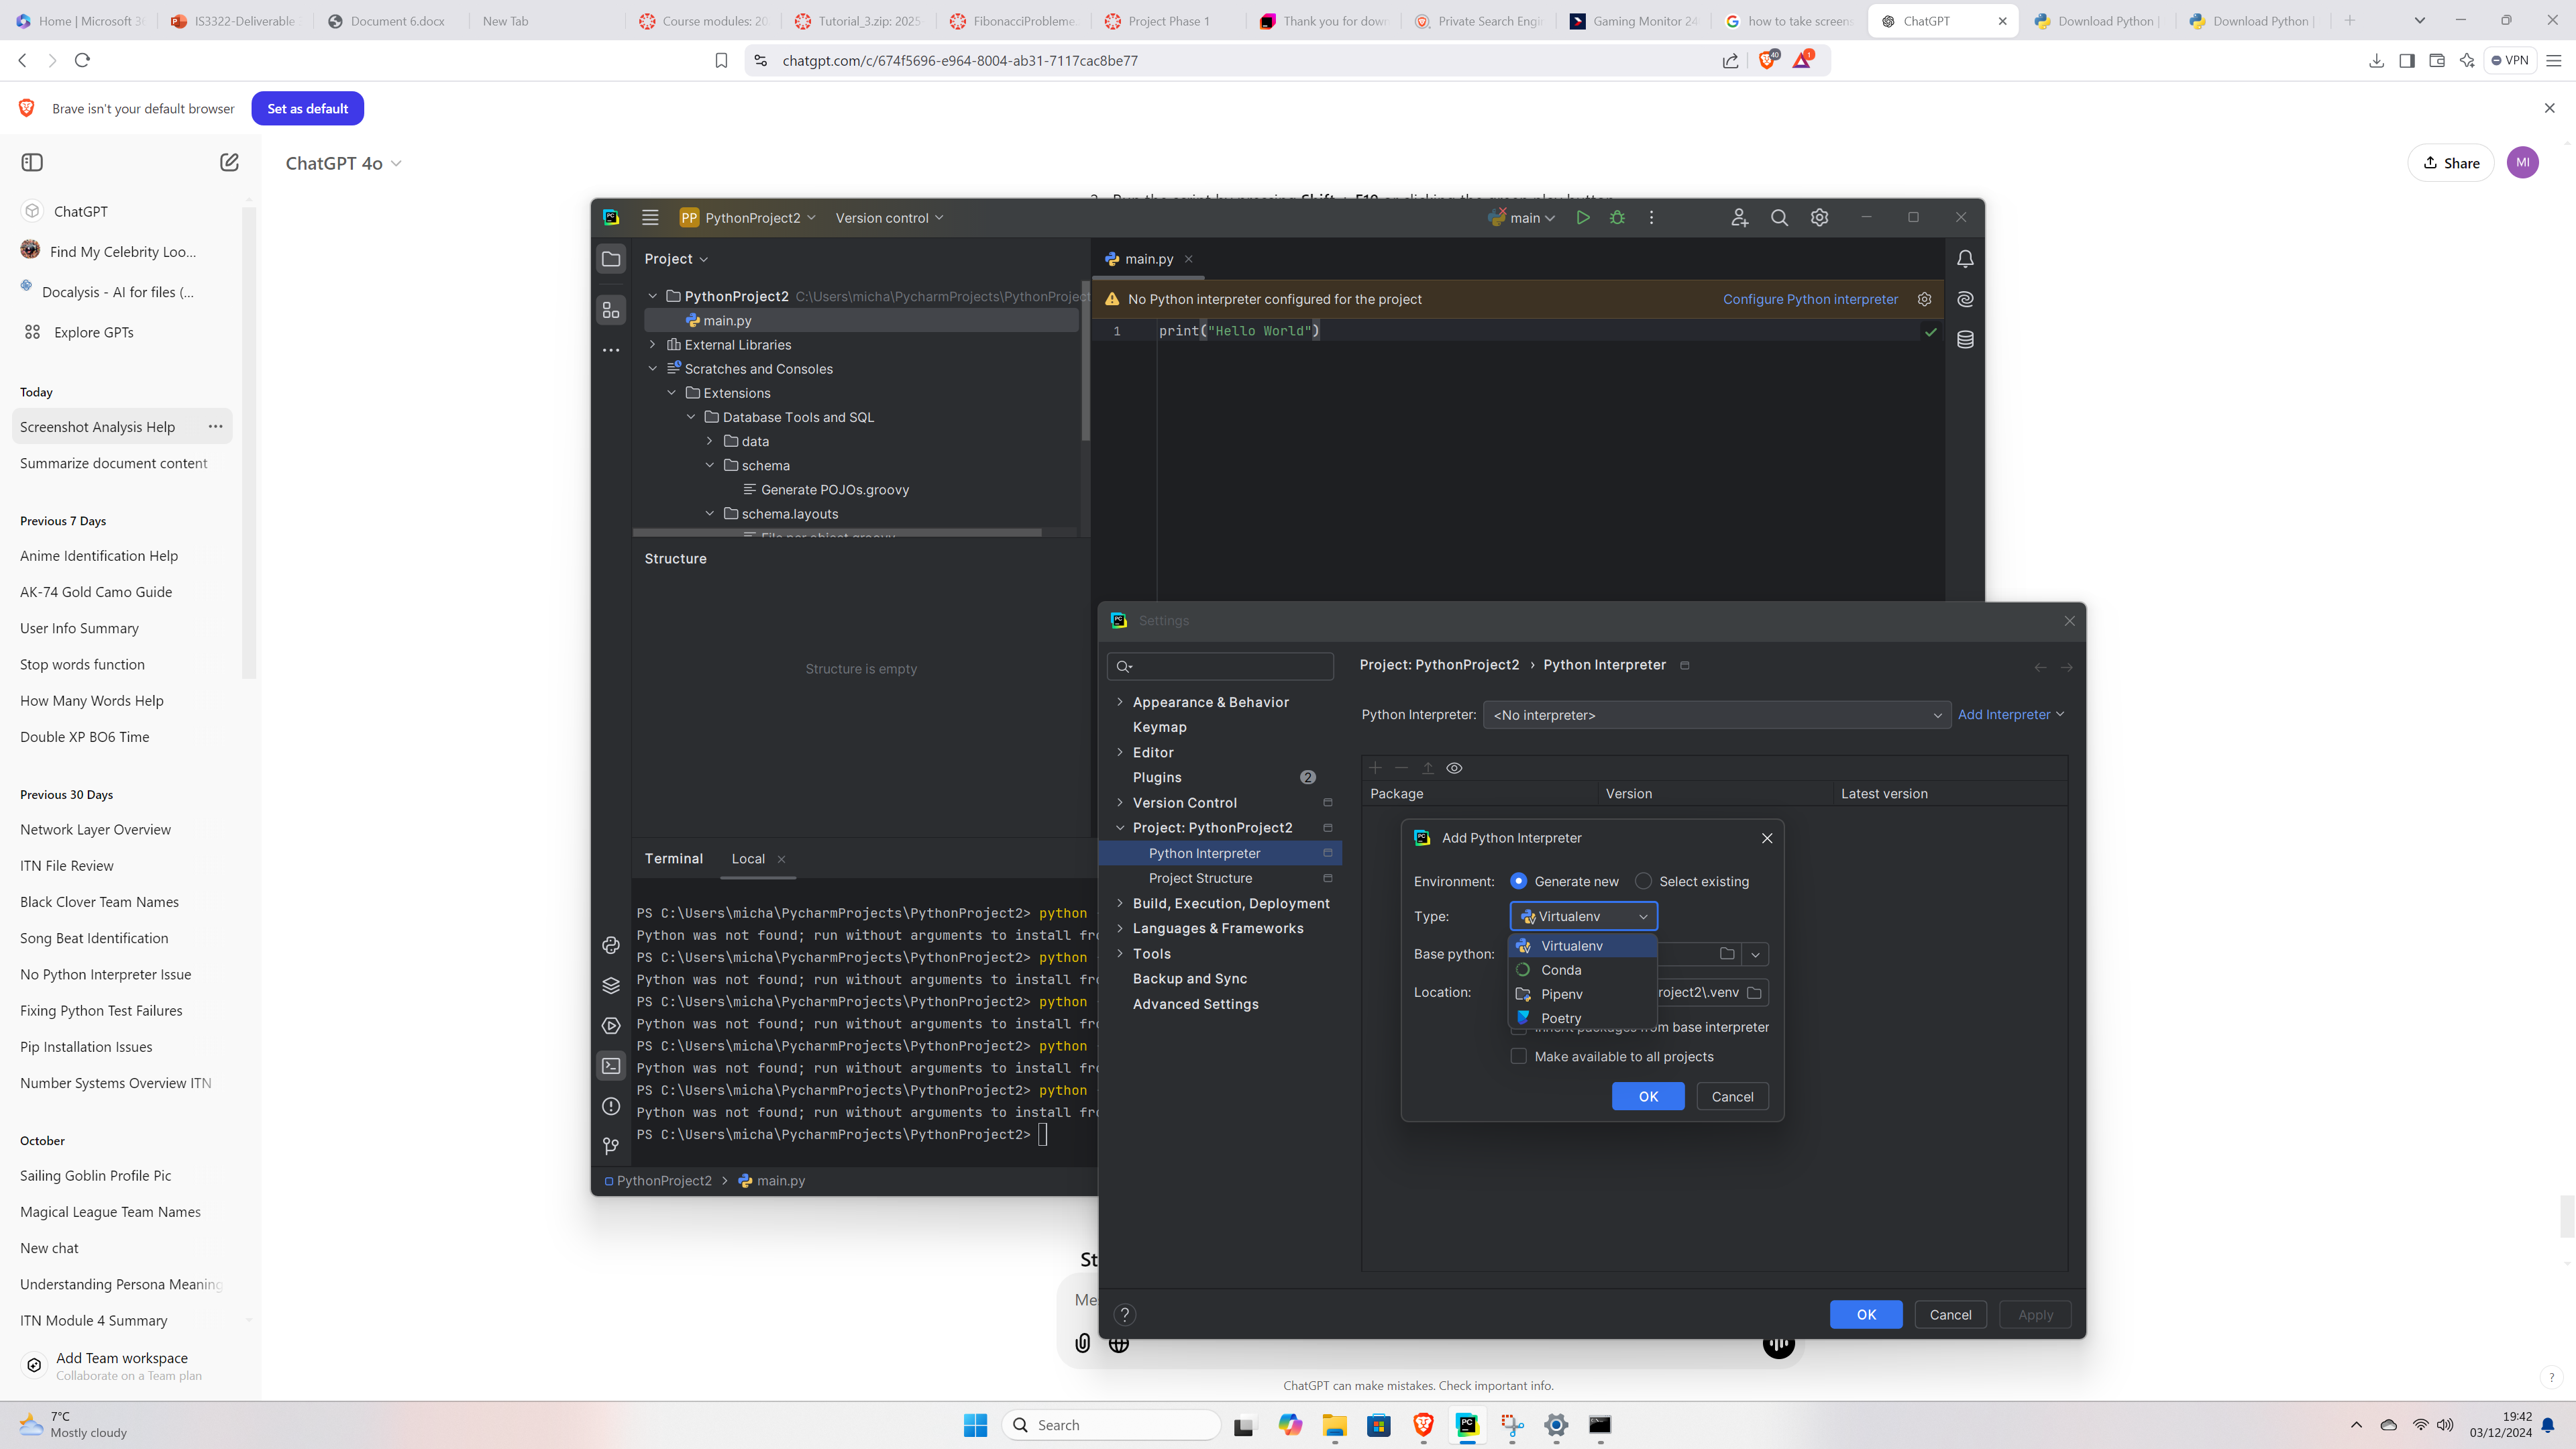 Home | Microsoft 36
IS3322-Deliverable
Document 6.docx
New Tab
Course modules: 20
Tutorial_3.zip: 2025-
FibonacciProbleme.
Project Phase 1
Thank you for down
Private Search Engin
Gaming Monitor 24
how to take screens
ChatGPT
Download Python |
Download Python |
chatgpt.com/c/674f5696-e964-8004-ab31-7117cac8be77
40
1
VPN
Brave isn't your default browser
Set as default
ChatGPT 4o
Share
MI
ChatGPT
Find My Celebrity Loo...
Docalysis - AI for files (...
Explore GPTs
Today
Screenshot Analysis Help
Summarize document content
Previous 7 Days
Anime Identification Help
AK-74 Gold Camo Guide
User Info Summary
Stop words function
How Many Words Help
Double XP BO6 Time
Previous 30 Days
Network Layer Overview
ITN File Review
Black Clover Team Names
Song Beat Identification
No Python Interpreter Issue
Fixing Python Test Failures
Pip Installation Issues
Number Systems Overview ITN
October
Sailing Goblin Profile Pic
Magical League Team Names
New chat
Understanding Persona Meaning
ITN Module 4 Summary
Add Team workspace
Collaborate on a Team plan
PP PythonProject2
Version control
main
Project
PythonProject2 C:\Users\micha\PycharmProjects\PythonProject
main.py
External Libraries
Scratches and Consoles
Extensions
Database Tools and SQL
data
schema
Generate POJOs.groovy
schema.layouts
File per object.groovy
Structure
Structure is empty
main.py
No Python interpreter configured for the project
Configure Python interpreter
1 print("Hello World")
Terminal
Local
PS C:\Users\micha\PycharmProjects\PythonProject2> python
Python was not found; run without arguments to install fro
PS C:\Users\micha\PycharmProjects\PythonProject2> python
Python was not found; run without arguments to install fro
PS C:\Users\micha\PycharmProjects\PythonProject2> python
Python was not found; run without arguments to install fro
PS C:\Users\micha\PycharmProjects\PythonProject2> python
Python was not found; run without arguments to install fro
PS C:\Users\micha\PycharmProjects\PythonProject2> python
Python was not found; run without arguments to install fro
PS C:\Users\micha\PycharmProjects\PythonProject2>
PythonProject2 > main.py
Settings
Appearance & Behavior
Keymap
Editor
Plugins 2
Version Control
Project: PythonProject2
Python Interpreter
Project Structure
Build, Execution, Deployment
Languages & Frameworks
Tools
Backup and Sync
Advanced Settings
Project: PythonProject2 › Python Interpreter
Python Interpreter: <No interpreter>
Add Interpreter
Package Version Latest version
Add Python Interpreter
Environment: Generate new Select existing
Type: Virtualenv
Virtualenv
Conda
Pipenv
Poetry
Base python:
Location: roject2\.venv
from base interpreter
Make available to all projects
OK Cancel
? OK Cancel Apply
St
Me
ChatGPT can make mistakes. Check important info.
?
7°C
Mostly cloudy
Search
19:42
03/12/2024